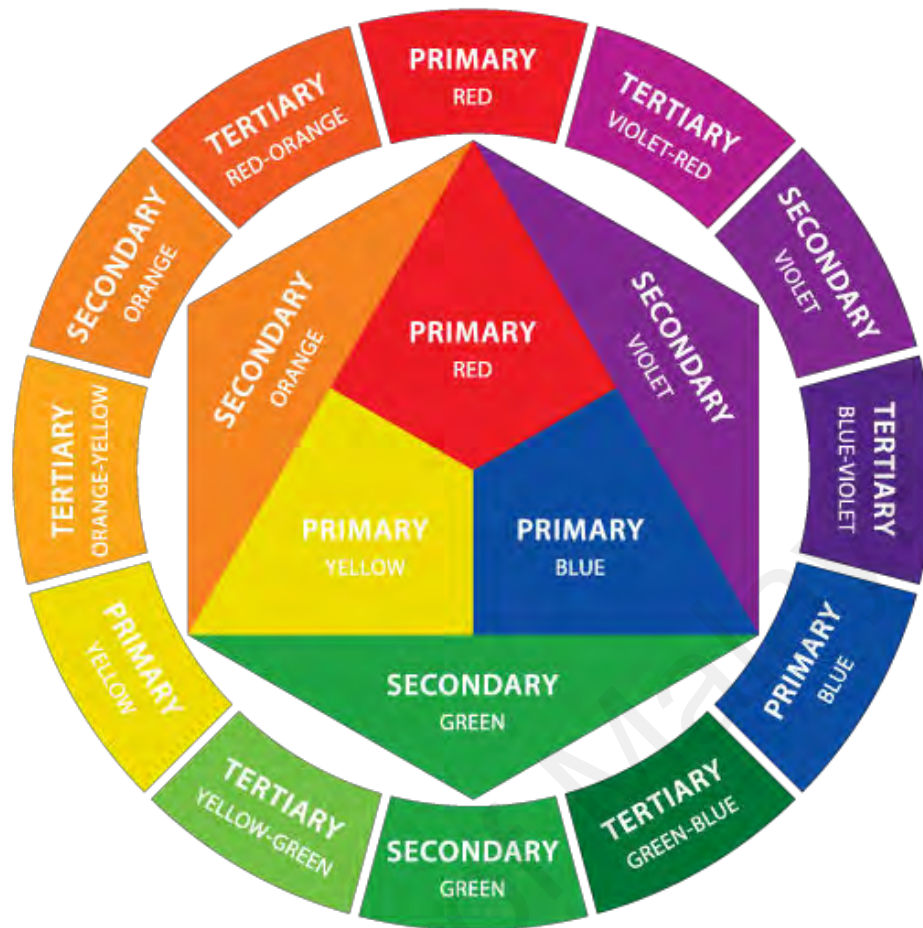 PRIMARY
RED
TERTIARY
VIOLET-RED
SECONDARY
VIOLET
TERTIARY
BLUE-VIOLET
PRIMARY
BLUE
TERTIARY
GREEN-BLUE
SECONDARY
GREEN
TERTIARY
YELLOW-GREEN
PRIMARY
YELLOW
TERTIARY
ORANGE-YELLOW
SECONDARY
ORANGE
TERTIARY
RED-ORANGE
PRIMARY
RED
SECONDARY
ORANGE
SECONDARY
VIOLET
PRIMARY
YELLOW
PRIMARY
BLUE
SECONDARY
GREEN